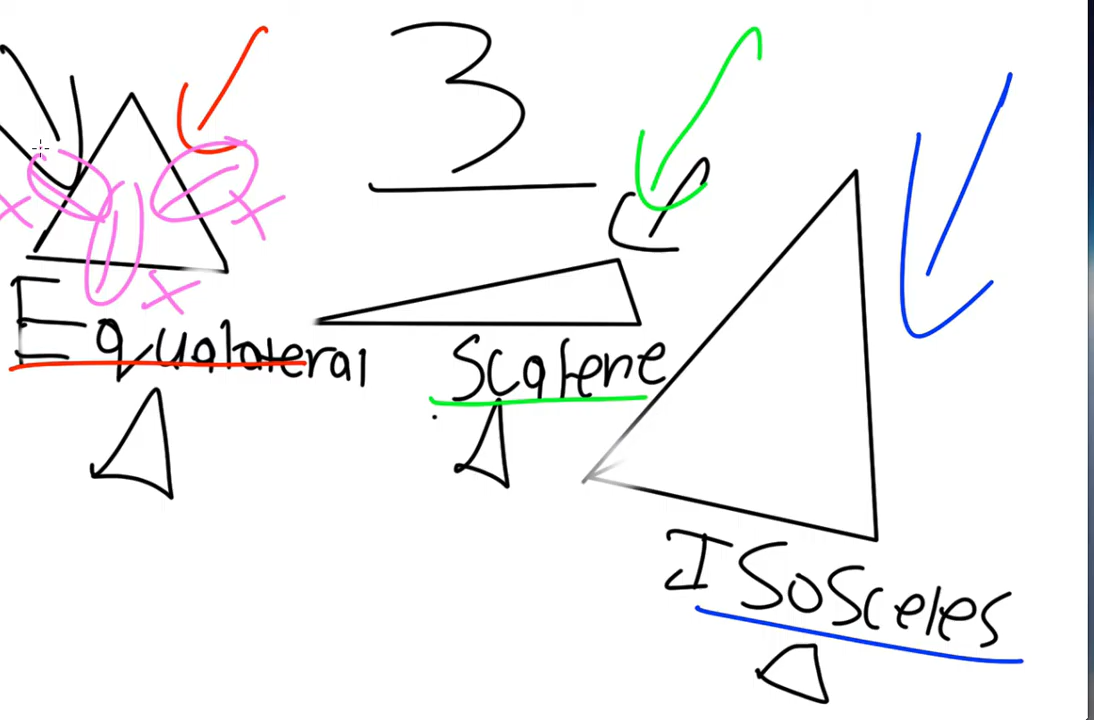 3
x x x
Equalateral
Scalene
Isosceles